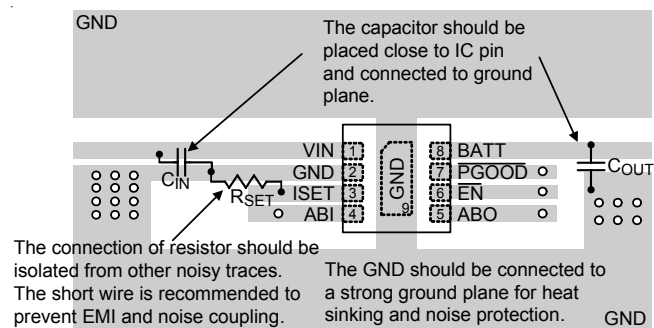 GND
The capacitor should be
placed close to IC pin
and connected to ground
plane.
VIN 1
GND 2
ISET 3
ABI 4
8 BATT
7 PGOOD
6 EN
5 ABO
GND
9
CIN
RSET
COUT
The connection of resistor should be
isolated from other noisy traces.
The short wire is recommended to
prevent EMI and noise coupling.
The GND should be connected to
a strong ground plane for heat
sinking and noise protection.
GND